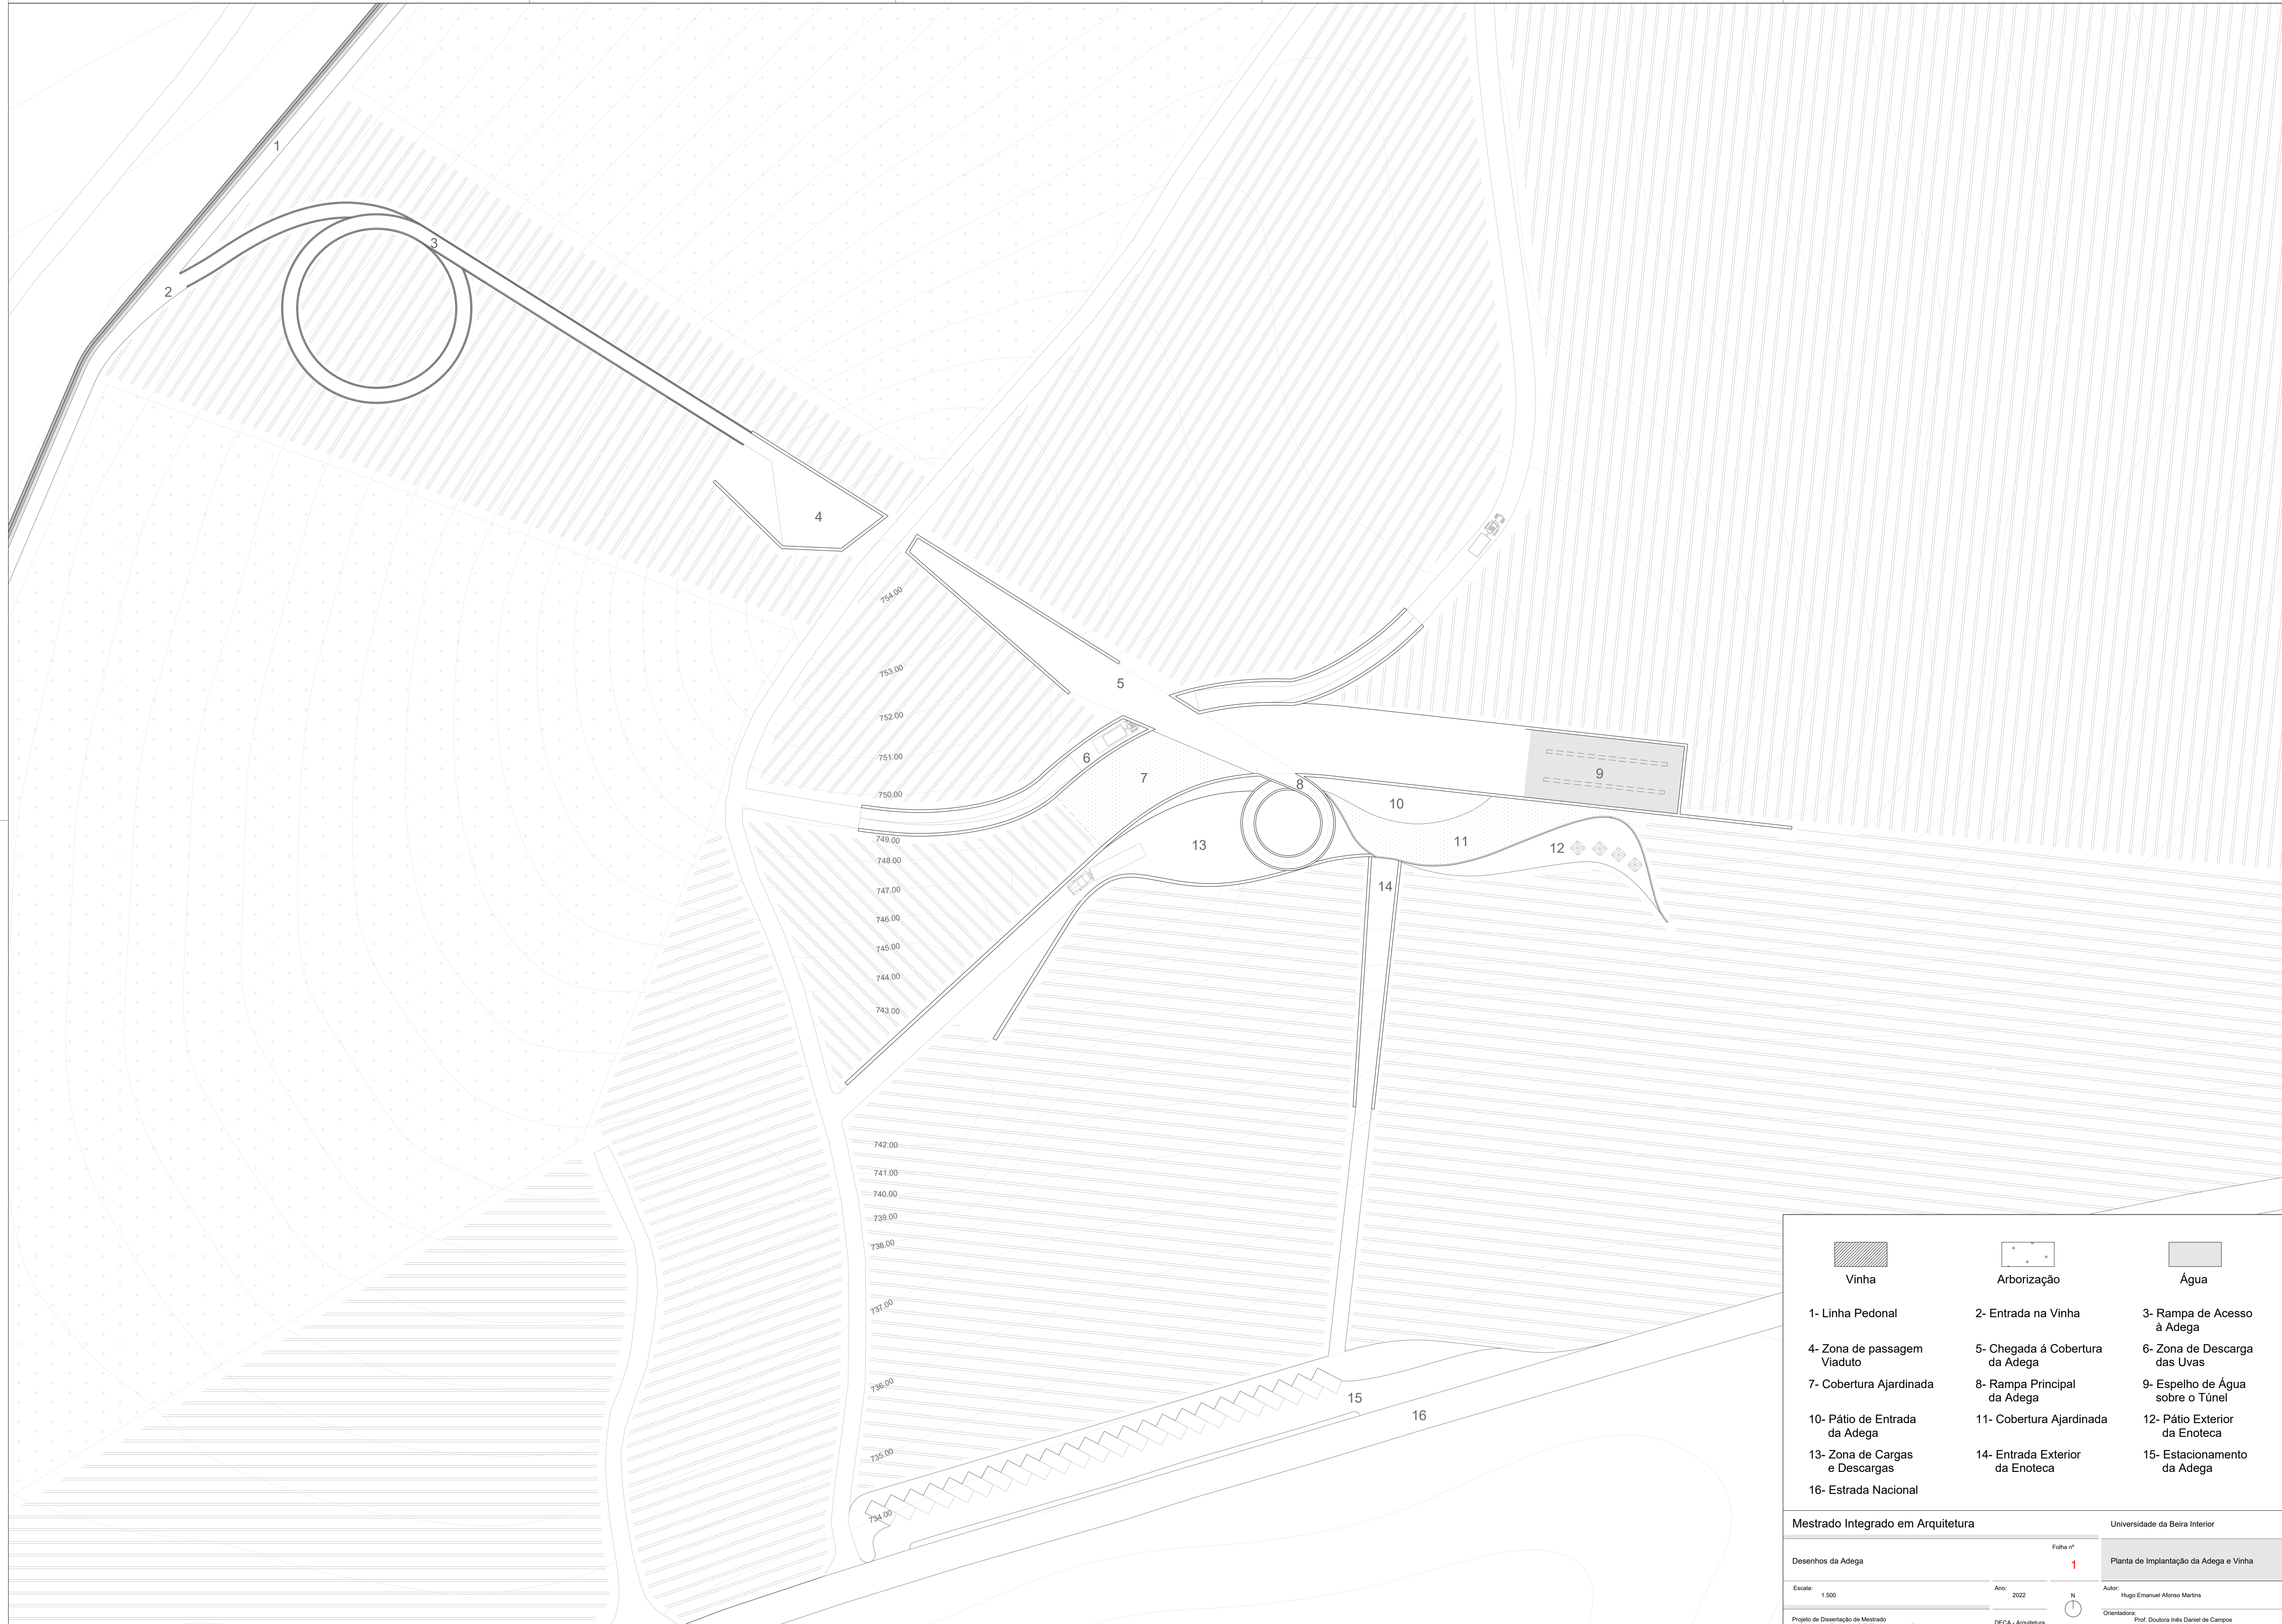 1
3
2
4
754.00
753.00
5
752.00
751.00
6
7
8
9
750.00
10
749.00
13
11
12
748.00
14
747.00
746.00
745.00
744.00
743.00
742.00
741.00
740.00
739.00
738.00
737.00
736.00
15
16
735.00
734.00
Vinha
Arborização
Água
1- Linha Pedonal
2- Entrada na Vinha
3- Rampa de Acesso
à Adega
4- Zona de passagem
Viaduto
5- Chegada á Cobertura
da Adega
6- Zona de Descarga
das Uvas
7- Cobertura Ajardinada
8- Rampa Principal
da Adega
9- Espelho de Água
sobre o Túnel
10- Pátio de Entrada
da Adega
11- Cobertura Ajardinada
12- Pátio Exterior
da Enoteca
13- Zona de Cargas
e Descargas
14- Entrada Exterior
da Enoteca
15- Estacionamento
da Adega
16- Estrada Nacional
Mestrado Integrado em Arquitetura
Universidade da Beira Interior
Desenhos da Adega
Folha nº
1
Planta de Implantação da Adega e Vinha
Escala:
1.500
Ano:
2022
N
Autor:
Hugo Emanuel Afonso Martins
Projeto de Dissertação de Mestrado
DECA - Arquitetura
Orientadora:
Prof. Doutora Inês Daniel de Campos